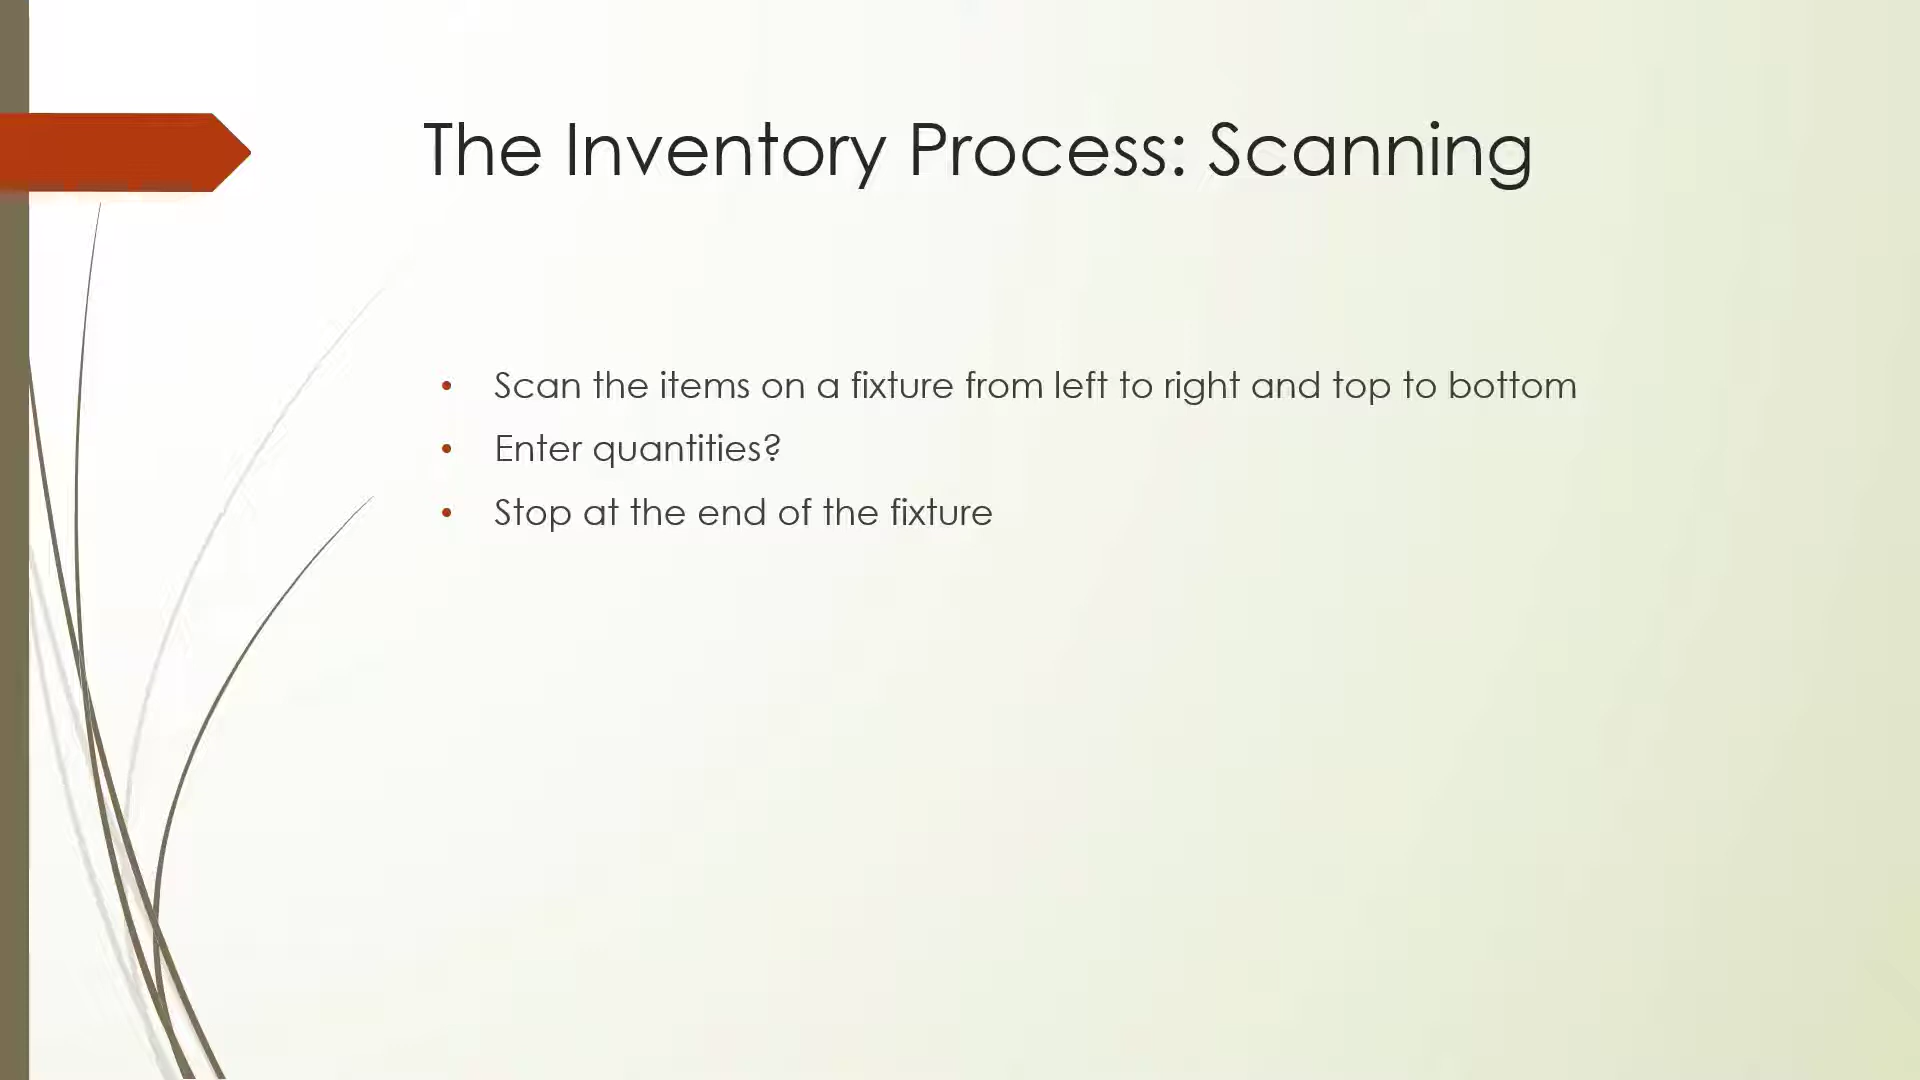 The Inventory Process: Scanning
• Scan the items on a fixture from left to right and top to bottom
• Enter quantities?
• Stop at the end of the fixture